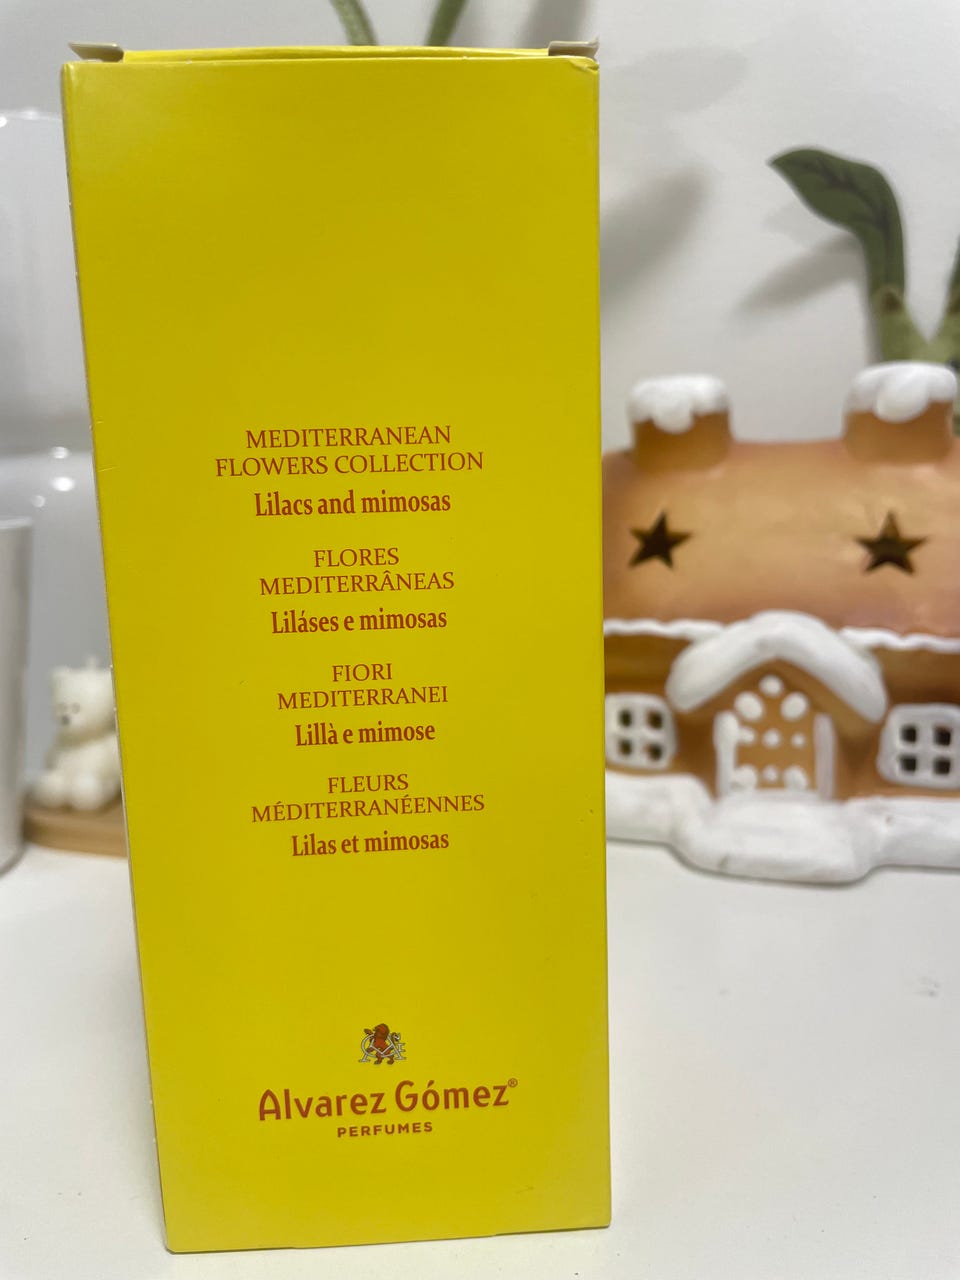 MEDITERRANEAN
FLOWERS COLLECTION
Lilacs and mimosas
FLORES
MEDITERRÂNEAS
Liláses e mimosas
FIORI
MEDITERRANEI
Lillà e mimose
FLEURS
MÉDITERRANÉENNES
Lilas et mimosas
Alvarez Gómez®
PERFUMES